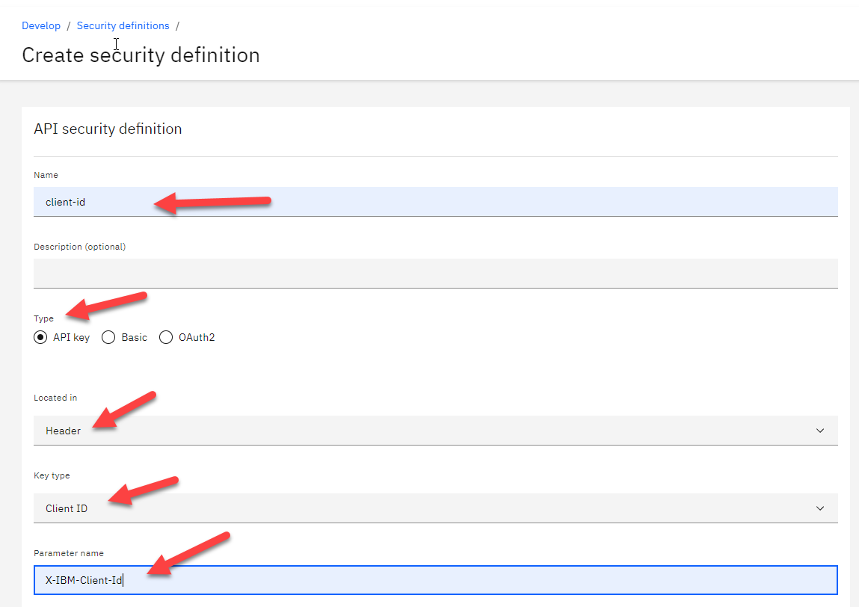 Develop / Security definitions /
Create security definition
API security definition
Name
client-id
Description (optional)
Type
API key Basic OAuth2
Located in
Header
Key type
Client ID
Parameter name
X-IBM-Client-Id